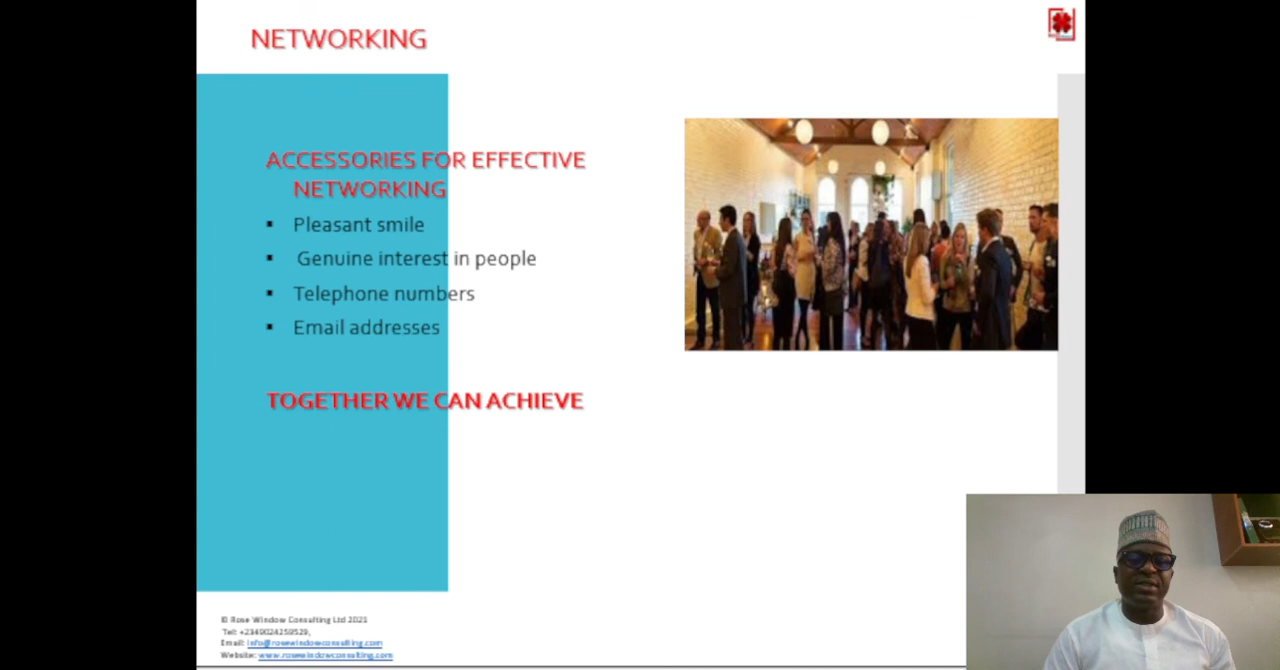 NETWORKING
ACCESSORIES FOR EFFECTIVE
NETWORKING
▪ Pleasant smile
▪ Genuine interest in people
▪ Telephone numbers
▪ Email addresses
TOGETHER WE CAN ACHIEVE
© Rose Window Consulting Ltd 2021
Tel: +2349024259529,
Email: info@rosewindowconsulting.com
Website: www.rosewindowconsulting.com